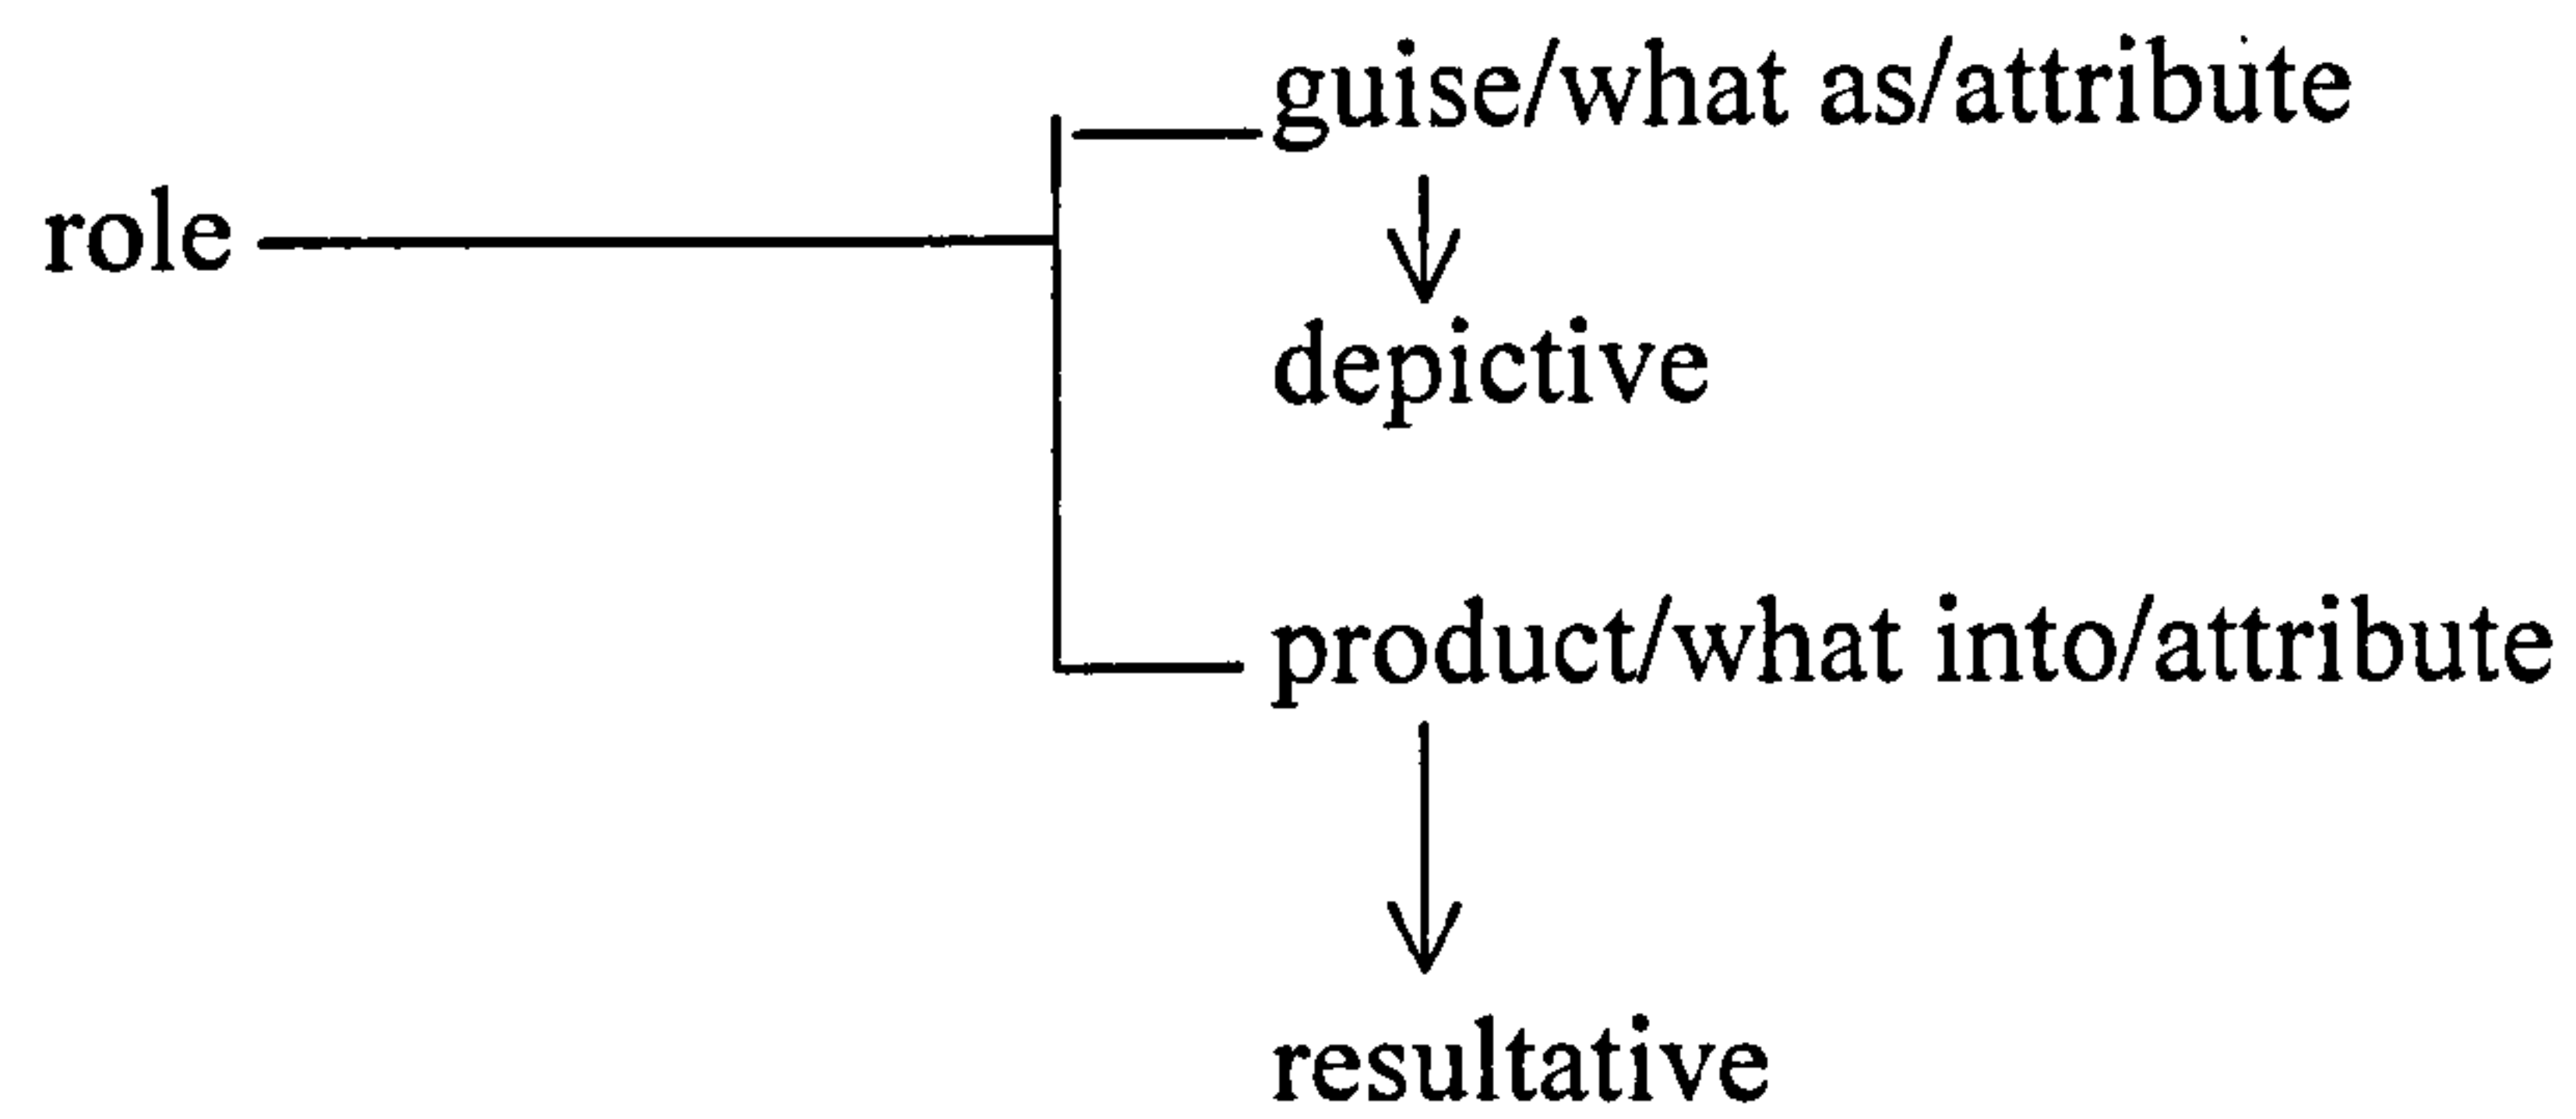 guise/what as/attribute
role
depictive
product/what into/attribute
resultative